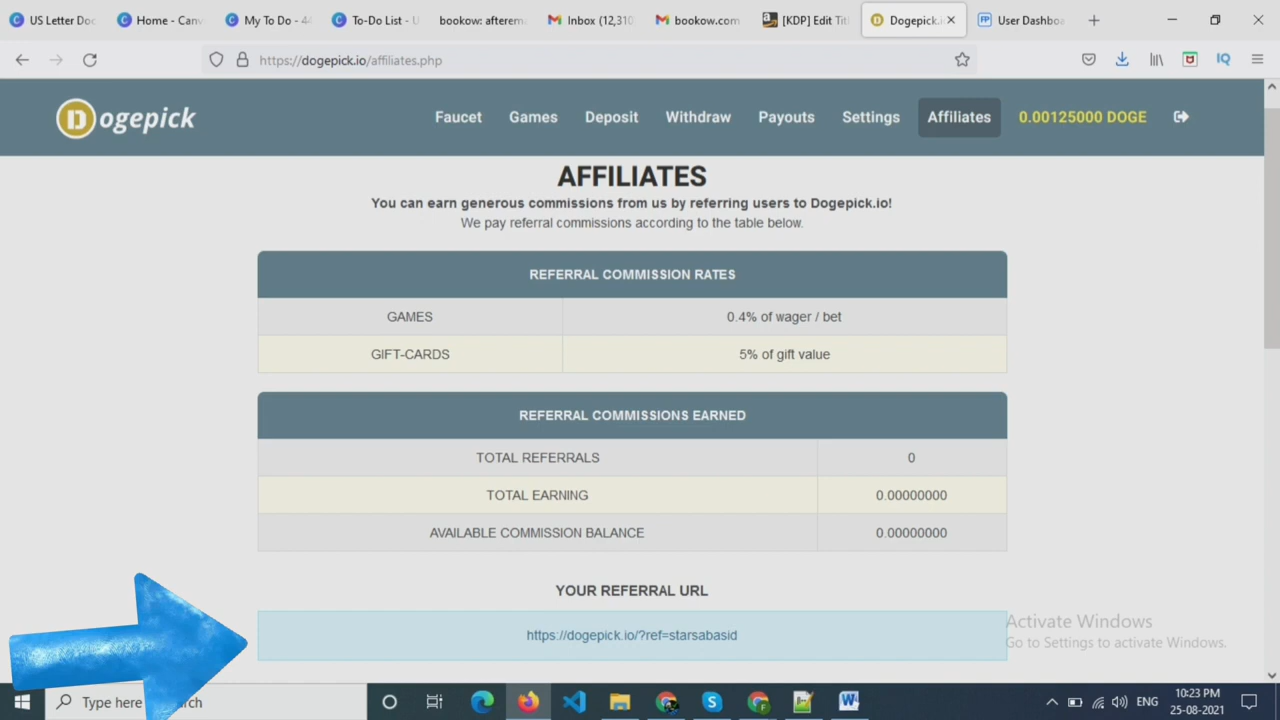 US Letter Doc
Home - Canv
My To Do - 4
To-Do List - U
bookow: afterem
Inbox (12,310
bookow.com
[KDP] Edit Tit
Dogepick.
User Dashboa
https://dogepick.io/affiliates.php
IQ
Dogepick
Faucet
Games
Deposit
Withdraw
Payouts
Settings
Affiliates
0.00125000 DOGE
AFFILIATES
You can earn generous commissions from us by referring users to Dogepick.io!
We pay referral commissions according to the table below.
REFERRAL COMMISSION RATES
GAMES 0.4% of wager / bet
GIFT-CARDS 5% of gift value
REFERRAL COMMISSIONS EARNED
TOTAL REFERRALS 0
TOTAL EARNING 0.00000000
AVAILABLE COMMISSION BALANCE 0.00000000
YOUR REFERRAL URL
https://dogepick.io/?ref=starsabasid
Activate Windows
Go to Settings to activate Windows.
Type here rch
ENG
10:23 PM
25-08-2021